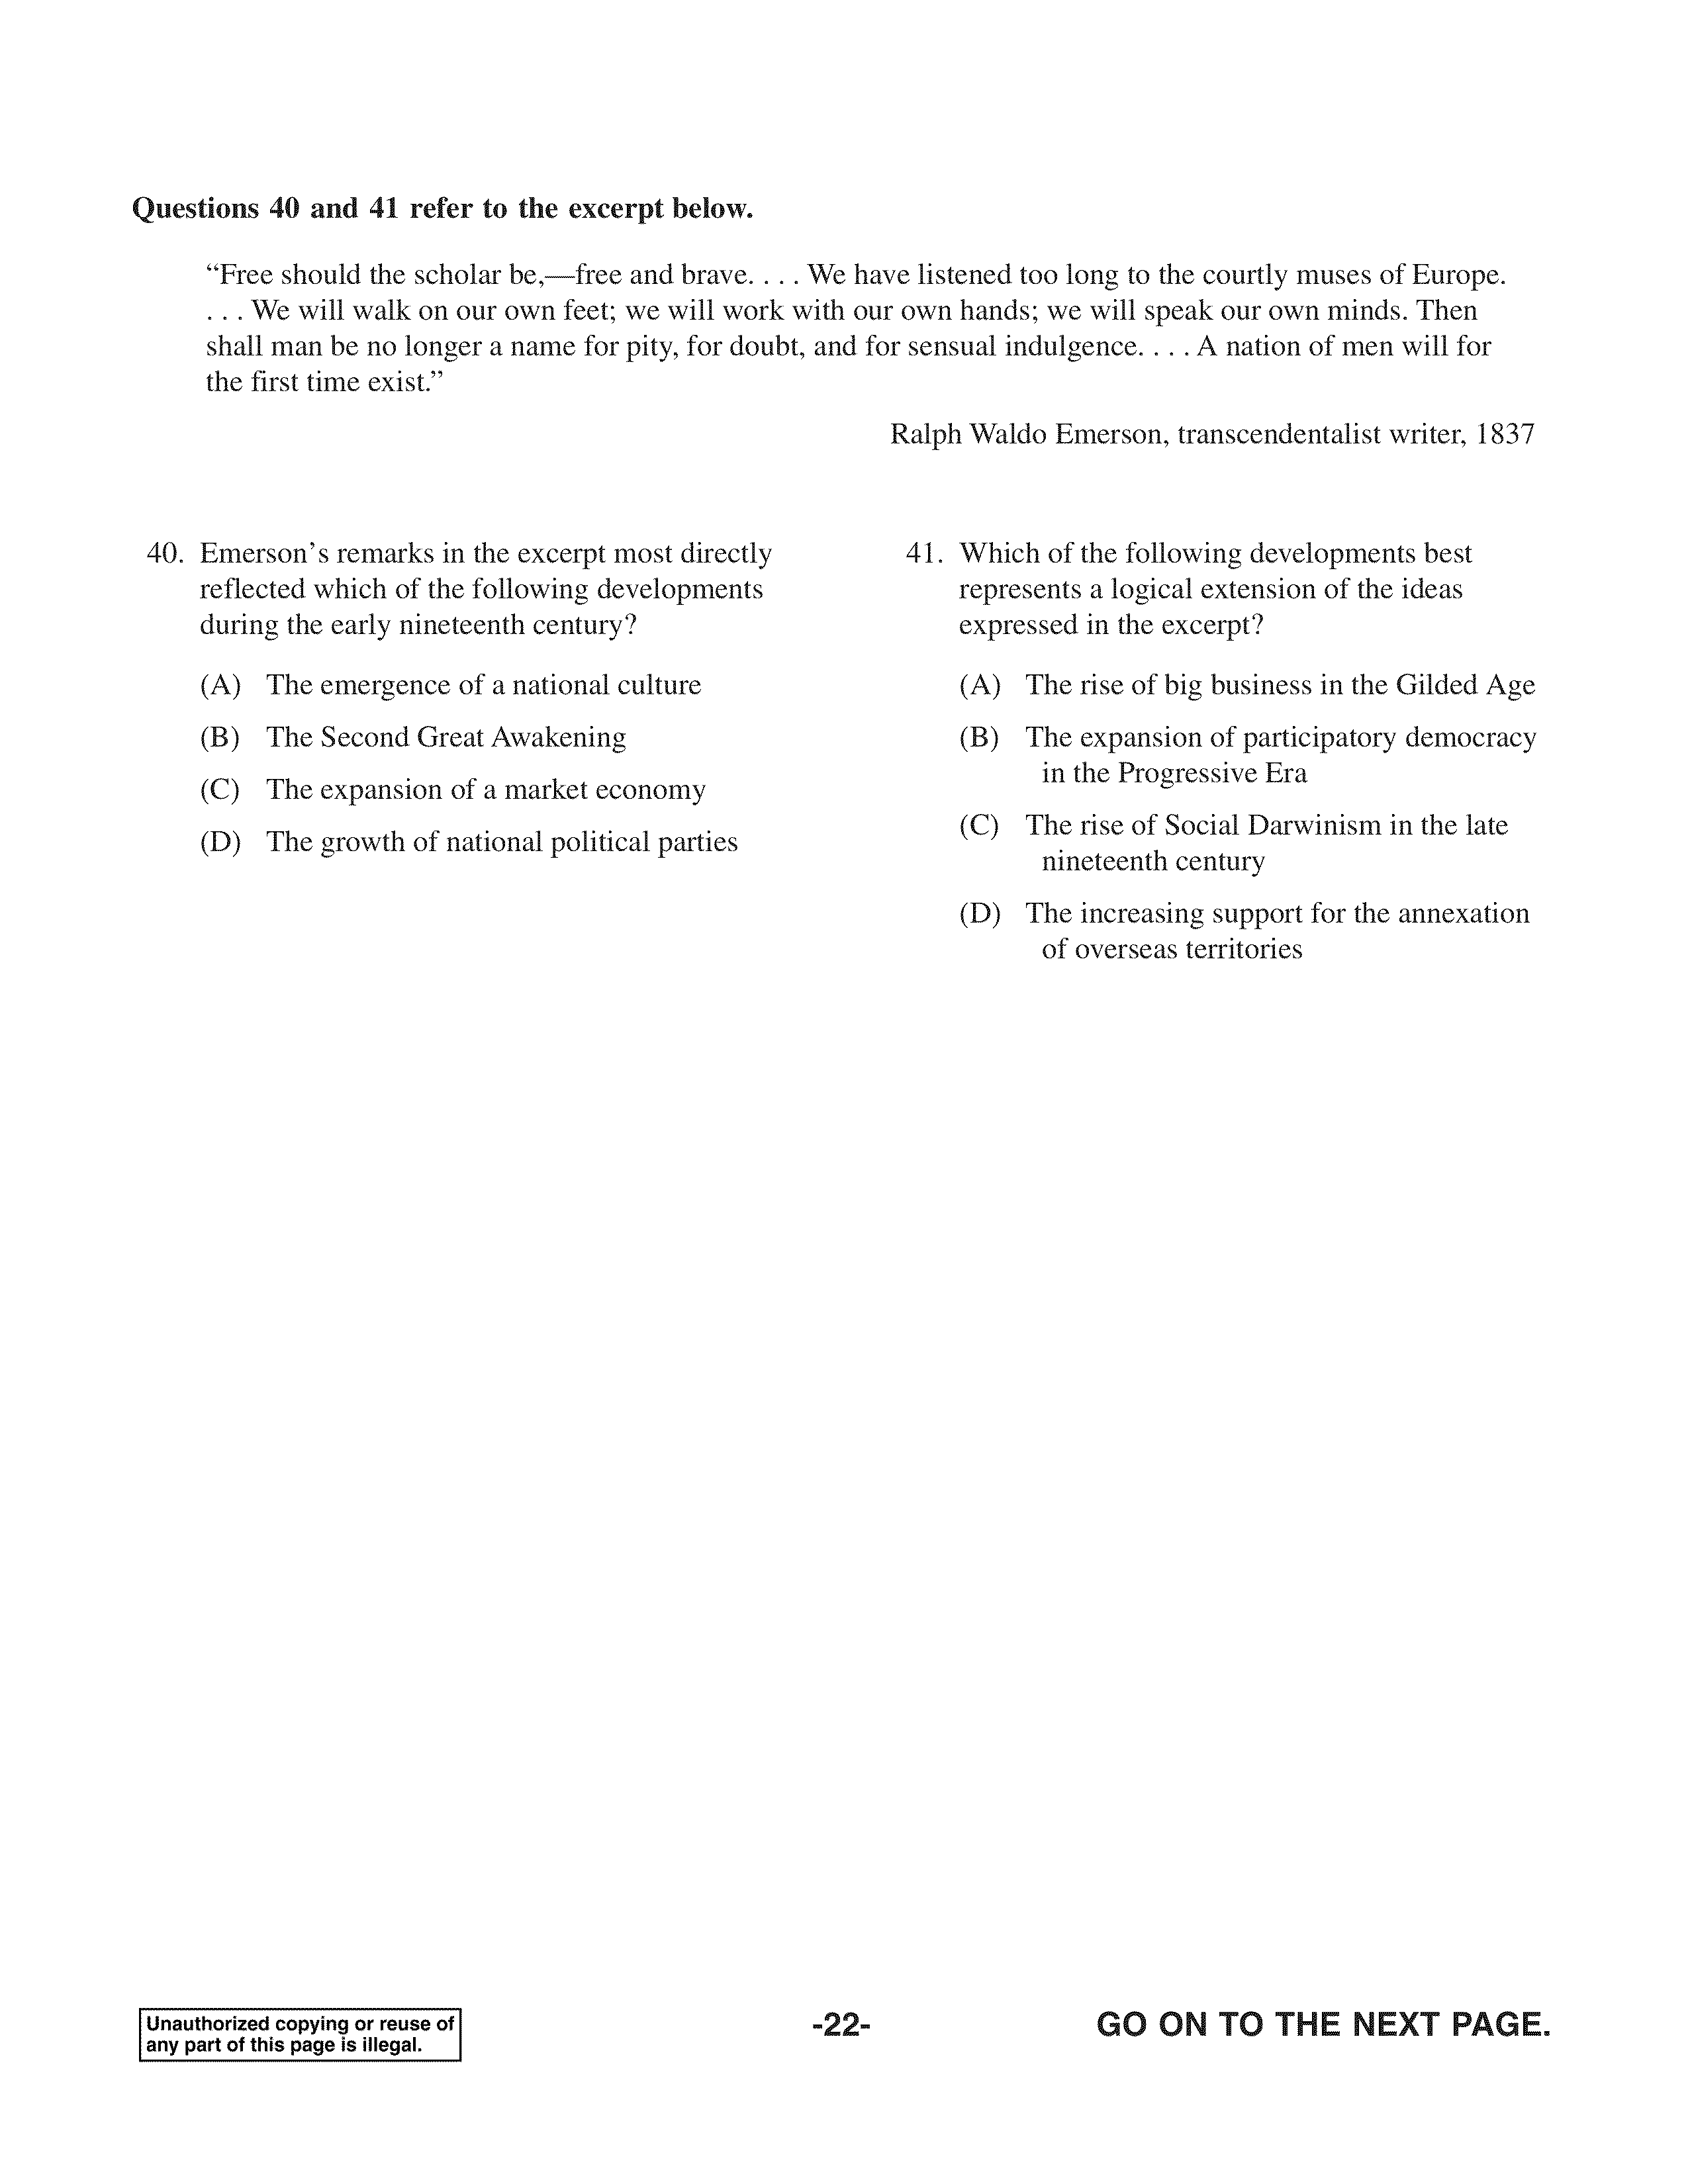 Questions 40 and 41 refer to the excerpt below.
“Free should the scholar be,—free and brave. . . . We have listened too long to the courtly muses of Europe.
. . . We will walk on our own feet; we will work with our own hands; we will speak our own minds. Then
shall man be no longer a name for pity, for doubt, and for sensual indulgence. . . . A nation of men will for
the first time exist.”
Ralph Waldo Emerson, transcendentalist writer, 1837
40. Emerson’s remarks in the excerpt most directly
reflected which of the following developments
during the early nineteenth century?
(A) The emergence of a national culture
(B) The Second Great Awakening
(C) The expansion of a market economy
(D) The growth of national political parties
41. Which of the following developments best
represents a logical extension of the ideas
expressed in the excerpt?
(A) The rise of big business in the Gilded Age
(B) The expansion of participatory democracy
in the Progressive Era
(C) The rise of Social Darwinism in the late
nineteenth century
(D) The increasing support for the annexation
of overseas territories
Unauthorized copying or reuse of
any part of this page is illegal.
-22-
GO ON TO THE NEXT PAGE.